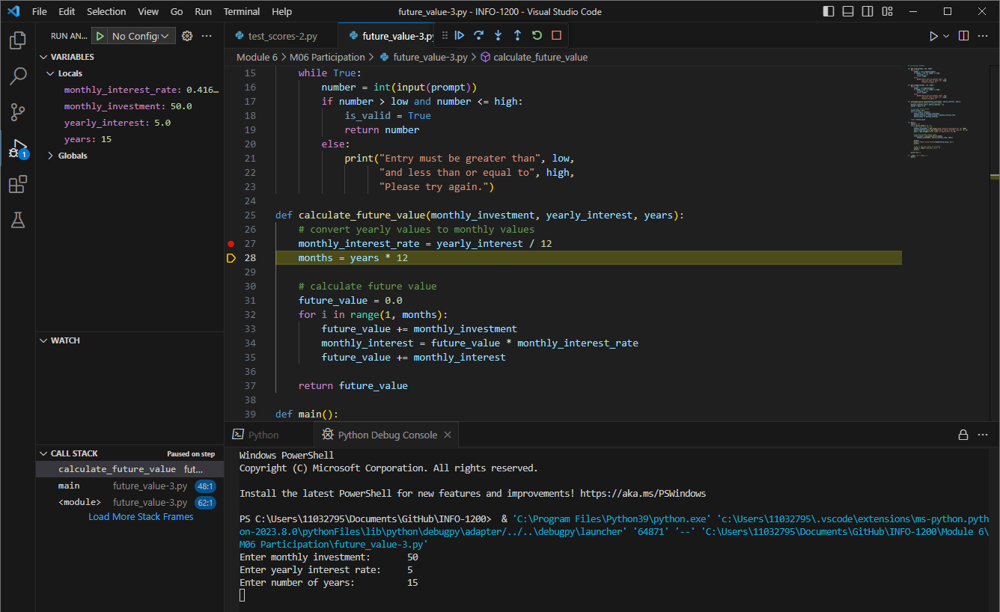 File Edit Selection View Go Run Terminal Help future_value-3.py - INFO-1200 - Visual Studio Code
RUN AN... No Config
test_scores-2.py future_value-3.py
Module 6 > M06 Participation > future_value-3.py > calculate_future_value
VARIABLES
Locals
monthly_interest_rate: 0.416...
monthly_investment: 50.0
yearly_interest: 5.0
years: 15
Globals
1
WATCH
CALL STACK Paused on step
calculate_future_value fut...
main future_value-3.py 48:1
<module> future_value-3.py 62:1
Load More Stack Frames
15 while True:
16 number = int(input(prompt))
17 if number > low and number <= high:
18 is_valid = True
19 return number
20 else:
21 print("Entry must be greater than", low,
22 "and less than or equal to", high,
23 "Please try again.")
24
25 def calculate_future_value(monthly_investment, yearly_interest, years):
26 # convert yearly values to monthly values
27 monthly_interest_rate = yearly_interest / 12
28 months = years * 12
29
30 # calculate future value
31 future_value = 0.0
32 for i in range(1, months):
33 future_value += monthly_investment
34 monthly_interest = future_value * monthly_interest_rate
35 future_value += monthly_interest
36
37 return future_value
38
39 def main():
Python Python Debug Console
Windows PowerShell
Copyright (C) Microsoft Corporation. All rights reserved.
Install the latest PowerShell for new features and improvements! https://aka.ms/PSWindows
PS C:\Users\11032795\Documents\GitHub\INFO-1200> & 'C:\Program Files\Python39\python.exe' 'c:\Users\11032795\.vscode\extensions\ms-python.pyth
on-2023.8.0\pythonFiles\lib\python\debugpy\adapter/../..\debugpy\launcher' '64871' '--' 'C:\Users\11032795\Documents\GitHub\INFO-1200\Module 6\
M06 Participation\future_value-3.py'
Enter monthly investment: 50
Enter yearly interest rate: 5
Enter number of years: 15